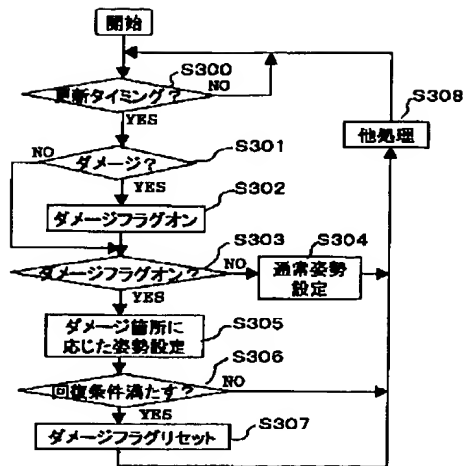 開始
S300
更新タイミング?
NO
YES
S308
他処理
S301
NO
ダメージ?
YES
S302
ダメージフラグオン
S303
S304
ダメージフラグオン?
NO
通常姿勢
設定
YES
S305
ダメージ箇所に
応じた姿勢設定
S306
回復条件満たす?
NO
YES
S307
ダメージフラグリセット